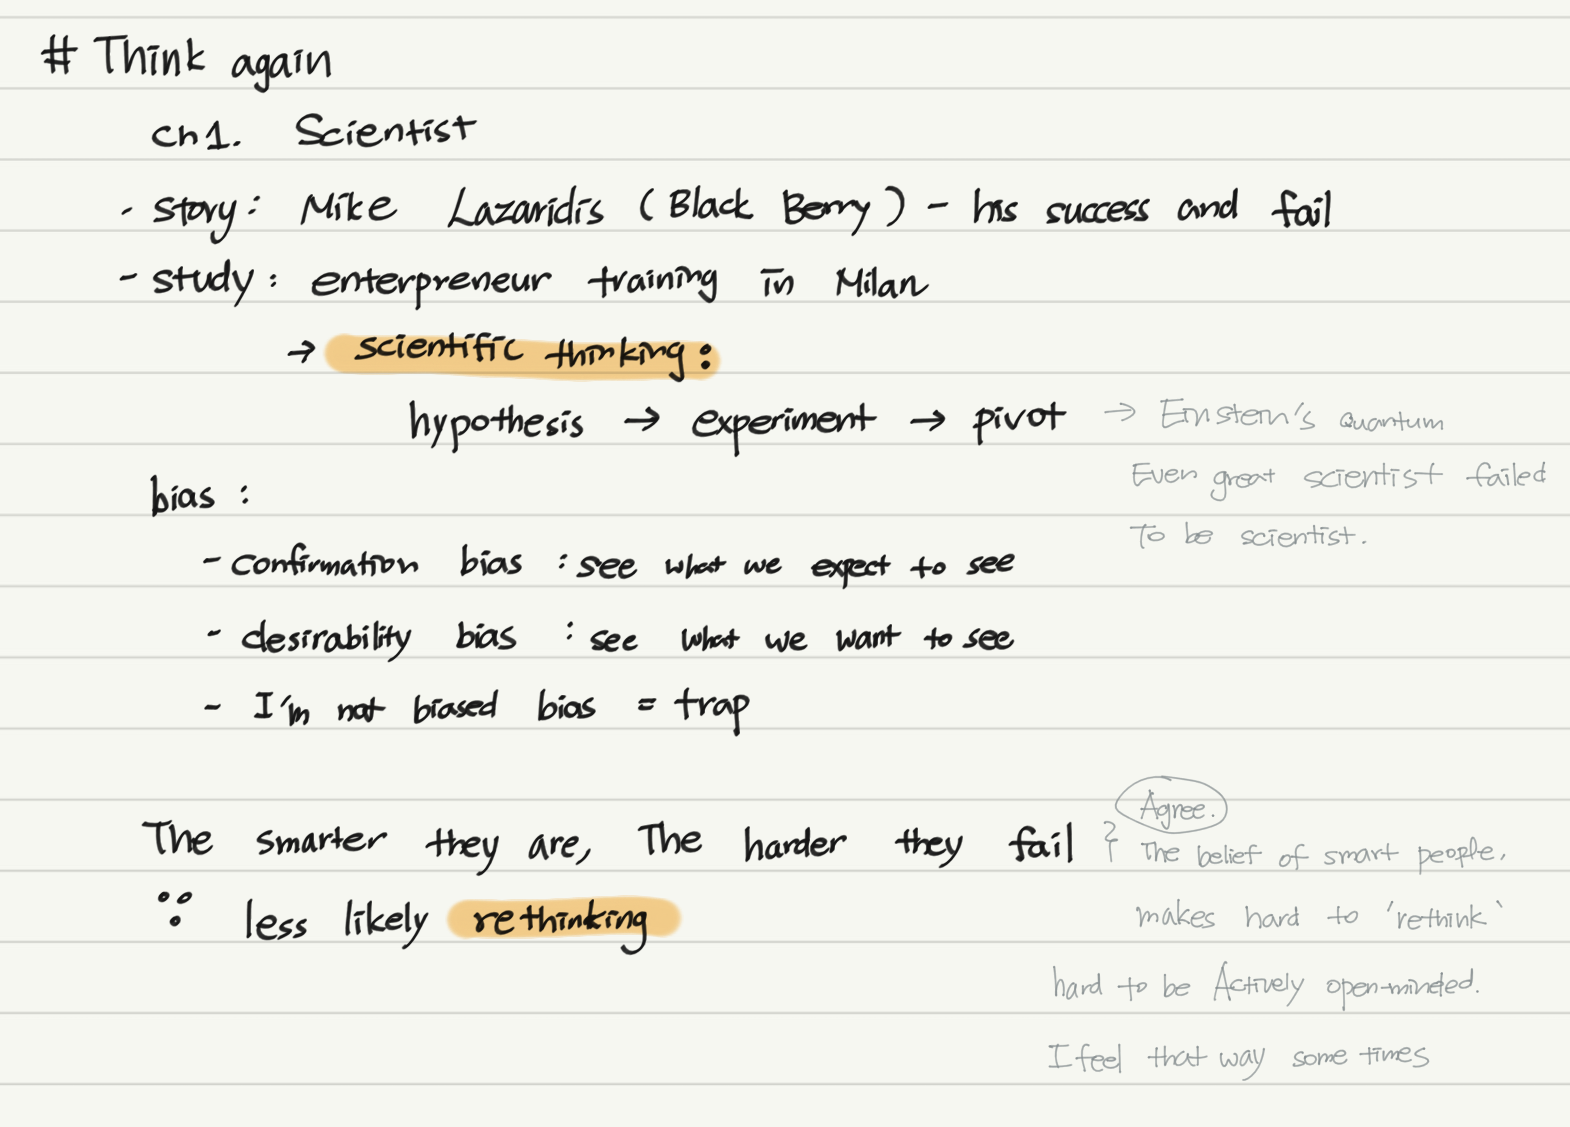 # Think again
ch1. Scientist
- story: Mike Lazaridis (Black Berry) - his success and fail
- study: enterpreneur training in Milan
→ scientific thinking:
hypothesis → experiment → pivot → Einstein's Quantum
Even great scientist failed
to be scientist.
bias:
- confirmation bias : see what we expect to see
- desirability bias : see what we want to see
- I'm not biased bias = trap
Agree.
The smarter they are, The harder they fail
The belief of smart people,
makes hard to 'rethink`
∵ less likely rethinking
hard to be Actively open-minded.
I feel that way some times